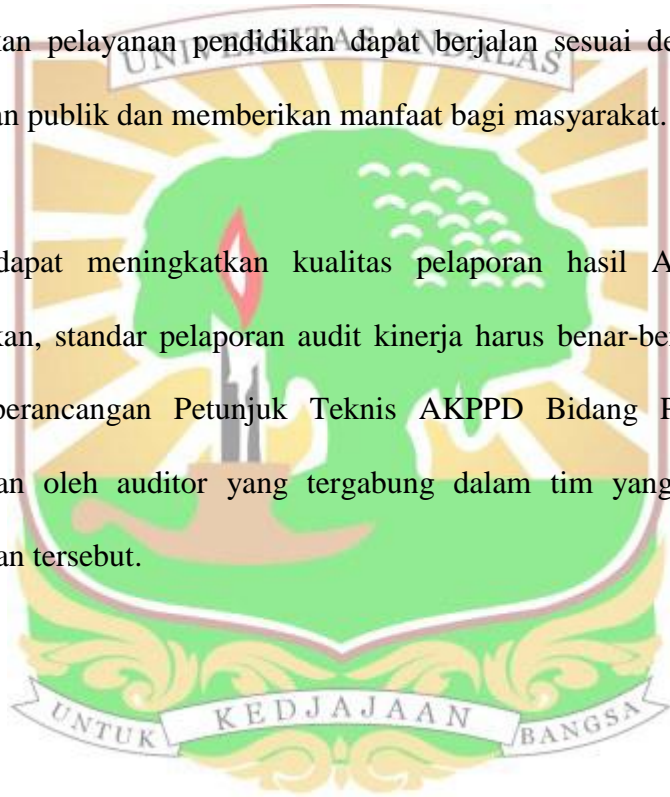 kan pelayanan pendidikan dapat berjalan sesuai de
UNIVERSITAS ANDALAS
an publik dan memberikan manfaat bagi masyarakat.
dapat meningkatkan kualitas pelaporan hasil A
kan, standar pelaporan audit kinerja harus benar-be
perancangan Petunjuk Teknis AKPPD Bidang P
an oleh auditor yang tergabung dalam tim yang
an tersebut.
UNTUK KEDJAJAAN BANGSA